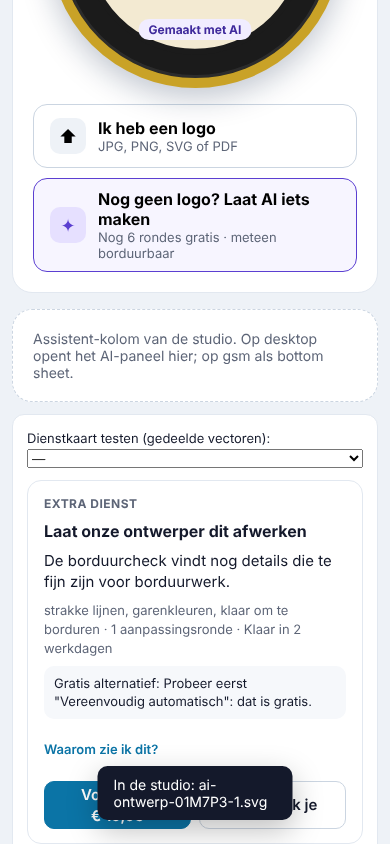 Gemaakt met AI
Ik heb een logo
JPG, PNG, SVG of PDF
Nog geen logo? Laat AI iets
maken
Nog 6 rondes gratis · meteen
borduurbaar
Assistent-kolom van de studio. Op desktop
opent het AI-paneel hier; op gsm als bottom
sheet.
Dienstkaart testen (gedeelde vectoren):
—
EXTRA DIENST
Laat onze ontwerper dit afwerken
De borduurcheck vindt nog details die te
fijn zijn voor borduurwerk.
strakke lijnen, garenkleuren, klaar om te
borduren · 1 aanpassingsronde · Klaar in 2
werkdagen
Gratis alternatief: Probeer eerst
"Vereenvoudig automatisch": dat is gratis.
Waarom zie ik dit?
In de studio: ai-
ontwerp-01M7P3-1.svg
je